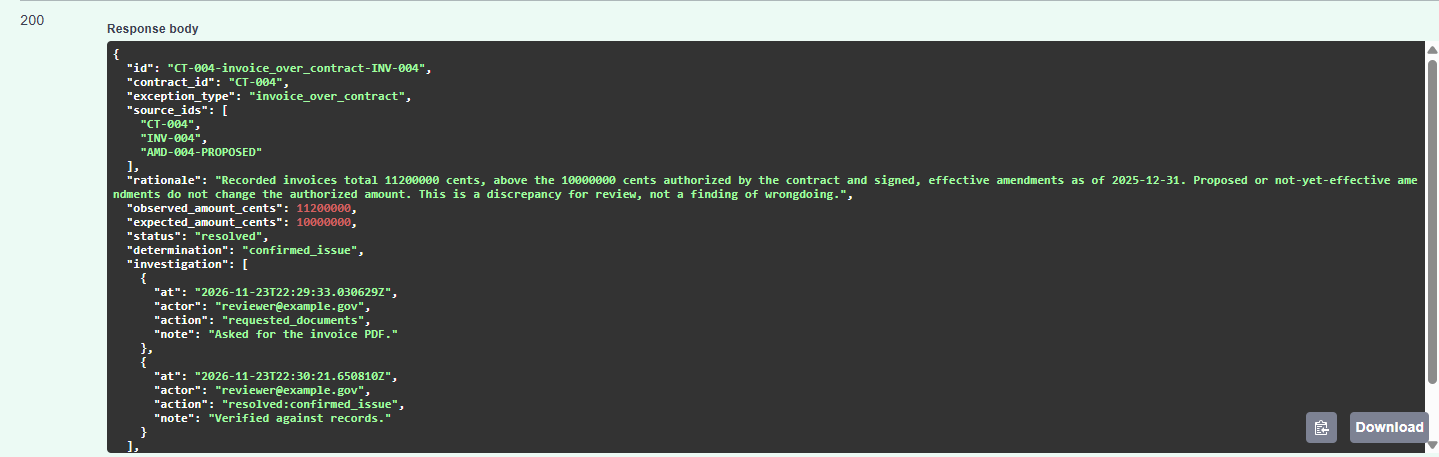 200
Response body
{
  "id": "CT-004-invoice_over_contract-INV-004",
  "contract_id": "CT-004",
  "exception_type": "invoice_over_contract",
  "source_ids": [
    "CT-004",
    "INV-004",
    "AMD-004-PROPOSED"
  ],
  "rationale": "Recorded invoices total 11200000 cents, above the 10000000 cents authorized by the contract and signed, effective amendments as of 2025-12-31. Proposed or not-yet-effective ame
ndments do not change the authorized amount. This is a discrepancy for review, not a finding of wrongdoing.",
  "observed_amount_cents": 11200000,
  "expected_amount_cents": 10000000,
  "status": "resolved",
  "determination": "confirmed_issue",
  "investigation": [
    {
      "at": "2026-11-23T22:29:33.030629Z",
      "actor": "reviewer@example.gov",
      "action": "requested_documents",
      "note": "Asked for the invoice PDF."
    },
    {
      "at": "2026-11-23T22:30:21.650810Z",
      "actor": "reviewer@example.gov",
      "action": "resolved:confirmed_issue",
      "note": "Verified against records."
    }
  ],
Download